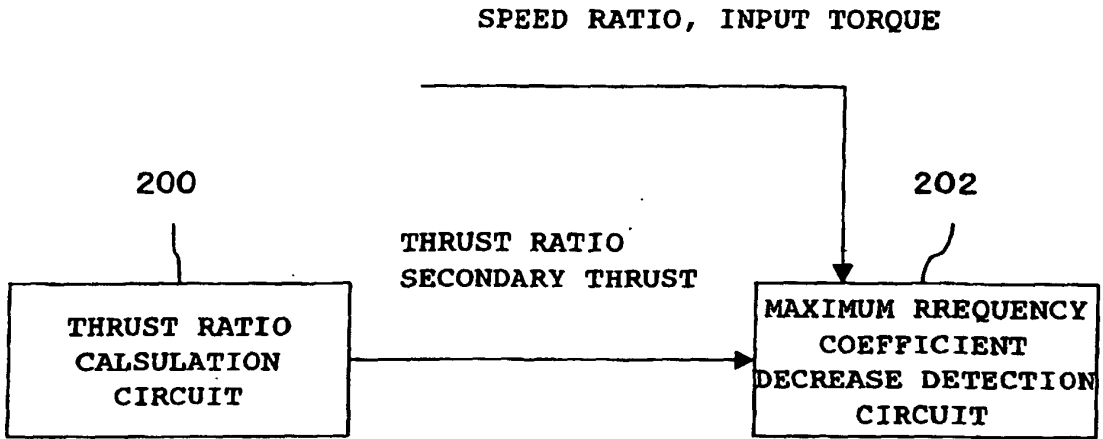 SPEED RATIO, INPUT TORQUE
200
202
THRUST RATIO
SECONDARY THRUST
THRUST RATIO
CALSULATION
CIRCUIT
MAXIMUM RREQUENCY
COEFFICIENT
DECREASE DETECTION
CIRCUIT